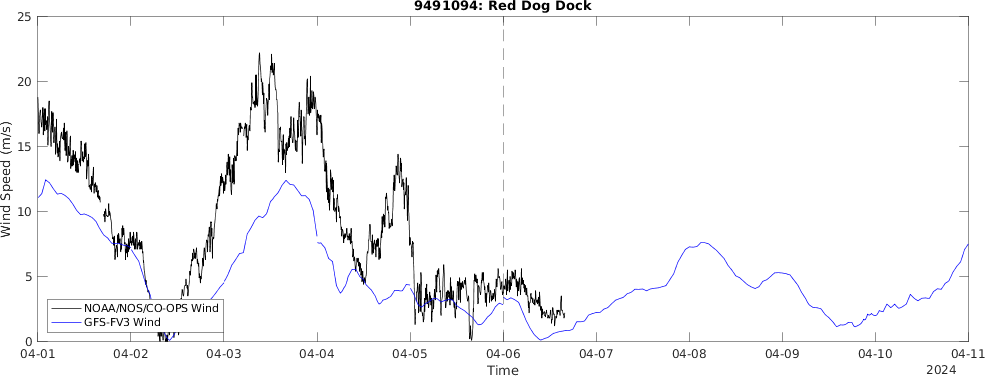 9491094: Red Dog Dock
25
20
15
10
5
0
Wind Speed (m/s)
NOAA/NOS/CO-OPS Wind
GFS-FV3 Wind
04-01 04-02 04-03 04-04 04-05 04-06 04-07 04-08 04-09 04-10 04-11
Time
2024